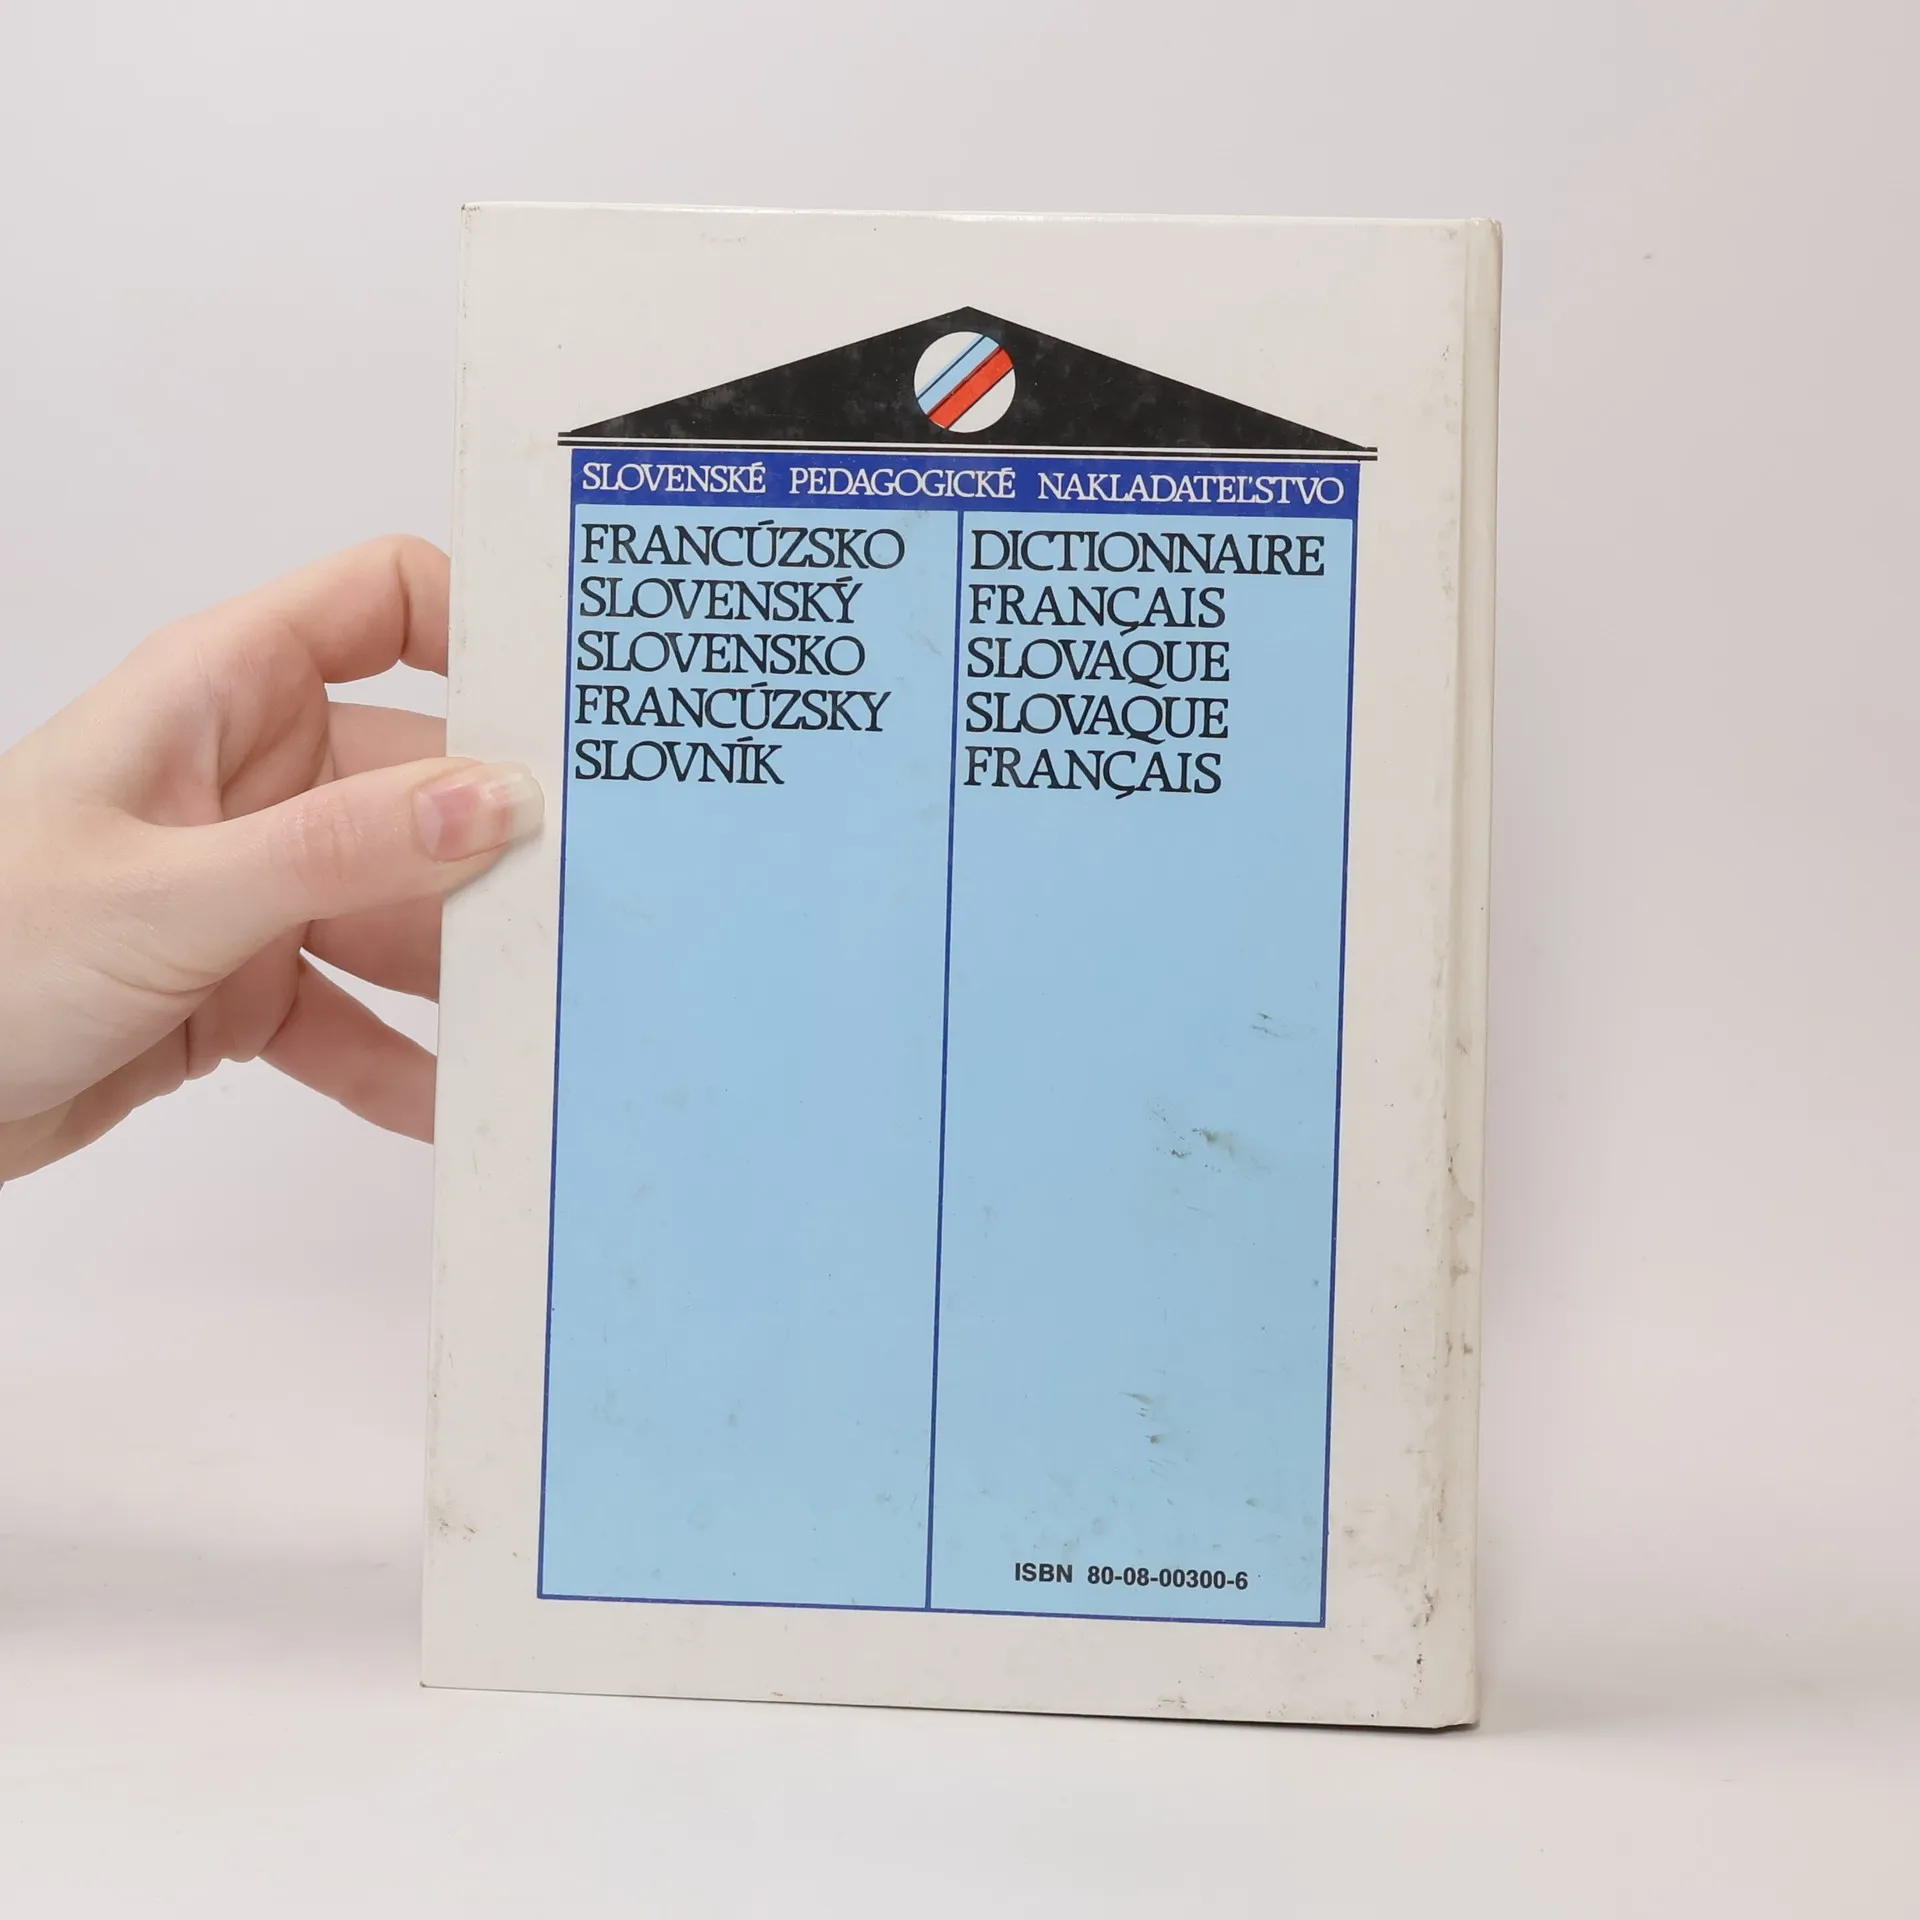 SLOVENSKÉ PEDAGOGICKÉ NAKLADATEĽSTVO
FRANCÚZSKO
SLOVENSKÝ
SLOVENSKO
FRANCÚZSKY
SLOVNÍK
DICTIONNAIRE
FRANÇAIS
SLOVAQUE
SLOVAQUE
FRANÇAIS
ISBN 80-08-00300-6